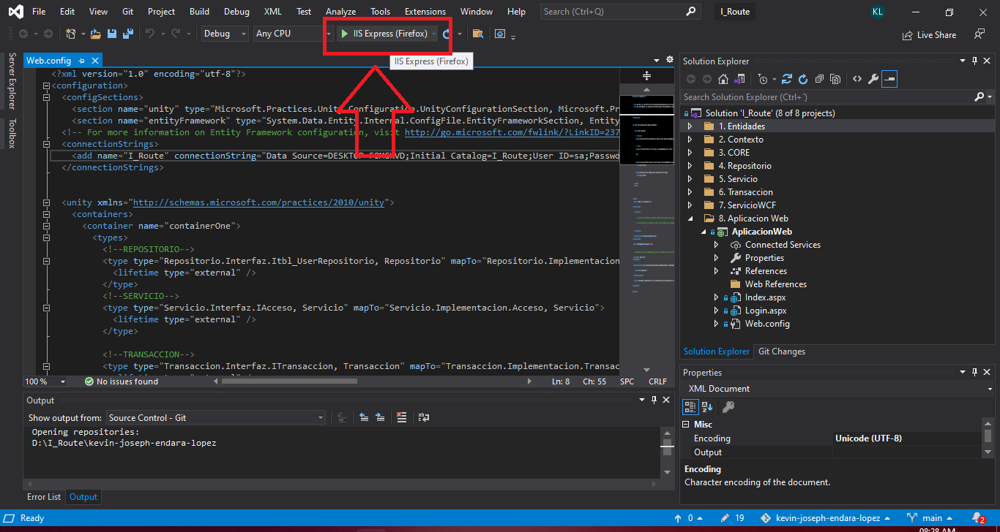 File Edit View Git Project Build Debug XML Test Analyze Tools Extensions Window Help Search (Ctrl+Q) I_Route KL
Debug Any CPU IIS Express (Firefox) Live Share
IIS Express (Firefox)
Server Explorer
Toolbox
Web.config
<?xml version="1.0" encoding="utf-8"?>
<configuration>
<configSections>
<section name="unity" type="Microsoft.Practices.Unity.Configuration.UnityConfigurationSection, Microsoft.Pr
<section name="entityFramework" type="System.Data.Entity.Internal.ConfigFile.EntityFrameworkSection, Entity
<!-- For more information on Entity Framework configuration, visit http://go.microsoft.com/fwlink/?LinkID=237
<connectionStrings>
<add name="I_Route" connectionString="Data Source=DESKTOP-;Initial Catalog=I_Route;User ID=sa;Passwo
</connectionStrings>
<unity xmlns="http://schemas.microsoft.com/practices/2010/unity">
<containers>
<container name="containerOne">
<types>
<!--REPOSITORIO-->
<type type="Repositorio.Interfaz.Itbl_UserRepositorio, Repositorio" mapTo="Repositorio.Implementacion
<lifetime type="external" />
</type>
<!--SERVICIO-->
<type type="Servicio.Interfaz.IAcceso, Servicio" mapTo="Servicio.Implementacion.Acceso, Servicio">
<lifetime type="external" />
</type>
<!--TRANSACCION-->
<type type="Transaccion.Interfaz.ITransaccion, Transaccion" mapTo="Transaccion.Implementacion.Transac
100 % No issues found Ln: 8 Ch: 55 SPC CRLF
Output
Show output from: Source Control - Git
Opening repositories:
D:\I_Route\kevin-joseph-endara-lopez
Error List Output
Solution Explorer
Search Solution Explorer (Ctrl+´)
Solution 'I_Route' (8 of 8 projects)
1. Entidades
2. Contexto
3. CORE
4. Repositorio
5. Servicio
6. Transaccion
7. ServicioWCF
8. Aplicacion Web
AplicacionWeb
Connected Services
Properties
References
Web References
Index.aspx
Login.aspx
Web.config
Solution Explorer Git Changes
Properties
XML Document
Misc
Encoding Unicode (UTF-8)
Output
Encoding
Character encoding of the document.
Ready 0 19 kevin-joseph-endara-lopez main 2
08:28 AM